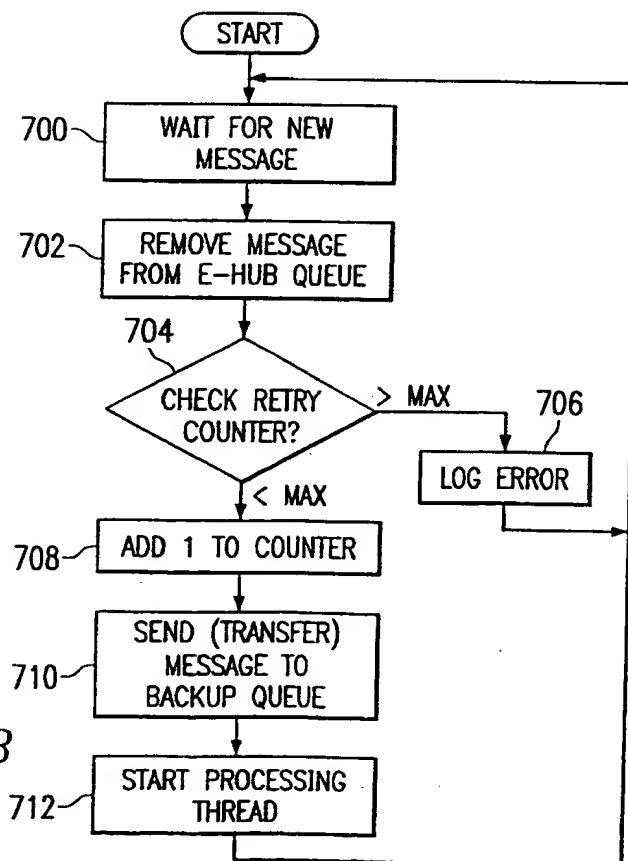 START
700
WAIT FOR NEW
MESSAGE
702
REMOVE MESSAGE
FROM E-HUB QUEUE
704
CHECK RETRY
COUNTER?
> MAX
706
LOG ERROR
< MAX
708
ADD 1 TO COUNTER
710
SEND (TRANSFER)
MESSAGE TO
BACKUP QUEUE
712
START PROCESSING
THREAD